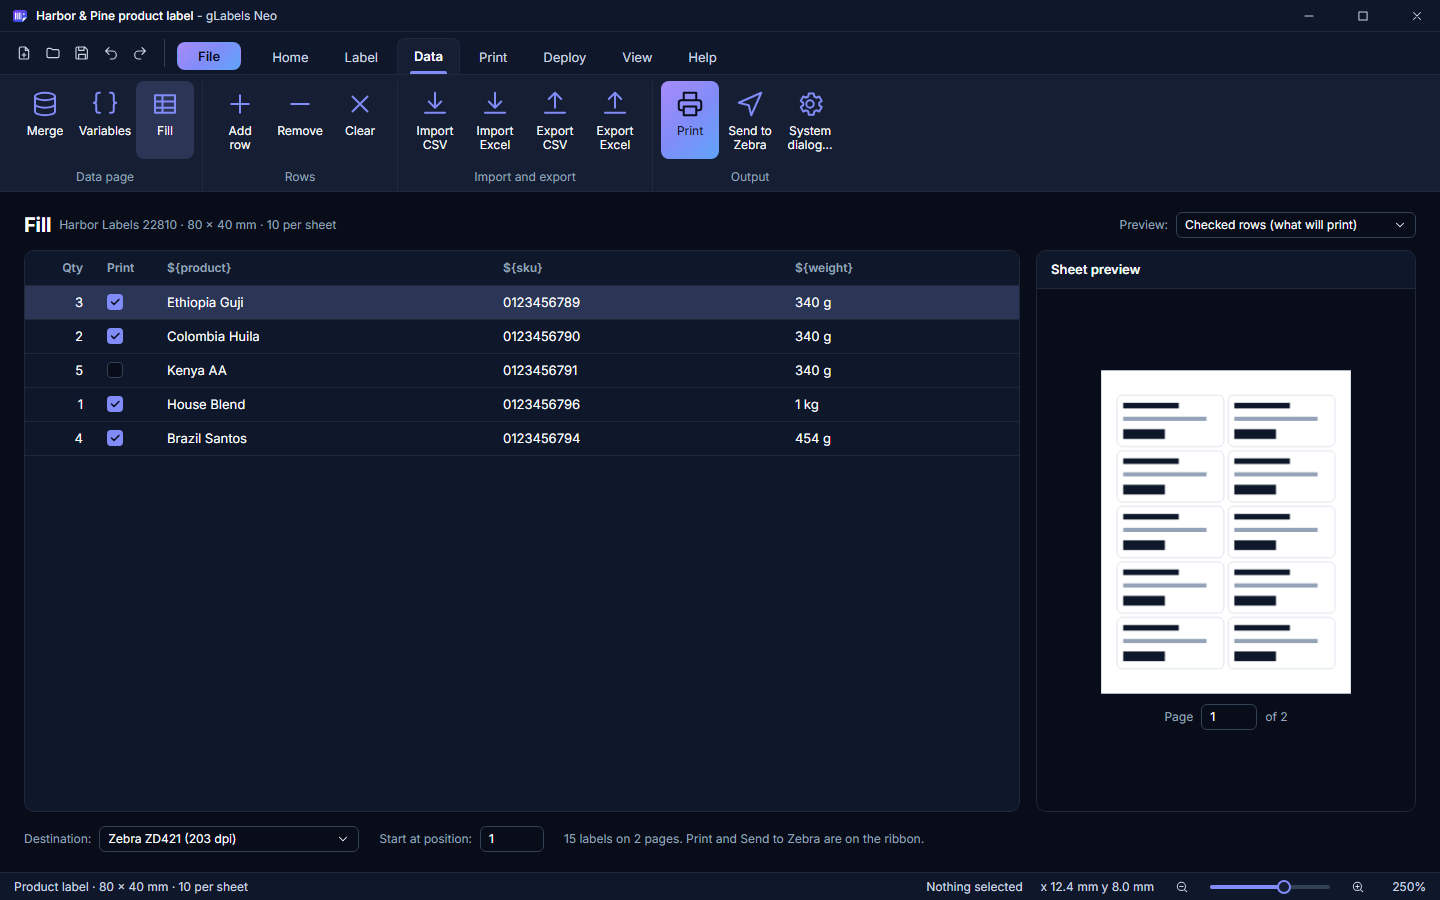 Harbor & Pine product label - gLabels Neo
File Home Label Data Print Deploy View Help
Merge Variables Fill
Data page
Add row Remove Clear
Rows
Import CSV Import Excel Export CSV Export Excel
Import and export
Print Send to Zebra System dialog...
Output
Fill Harbor Labels 22810 · 80 × 40 mm · 10 per sheet
Preview: Checked rows (what will print)
Qty Print ${product} ${sku} ${weight}
3 Ethiopia Guji 0123456789 340 g
2 Colombia Huila 0123456790 340 g
5 Kenya AA 0123456791 340 g
1 House Blend 0123456796 1 kg
4 Brazil Santos 0123456794 454 g
Sheet preview
Page 1 of 2
Destination: Zebra ZD421 (203 dpi) Start at position: 1 15 labels on 2 pages. Print and Send to Zebra are on the ribbon.
Product label · 80 × 40 mm · 10 per sheet Nothing selected x 12.4 mm y 8.0 mm 250%